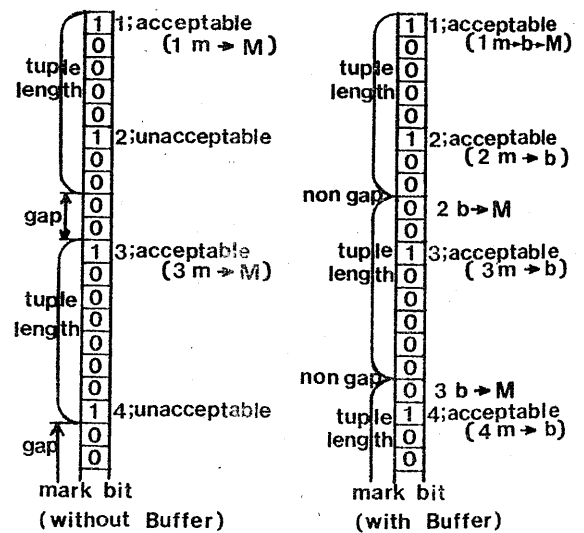 1 1;acceptable
0 (1 m→M)
tuple 0
length 0
0
1 2;unacceptable
0
0
gap 0
0
1 3;acceptable
0 (3 m→M)
tuple 0
length 0
0
0
0
1 4;unacceptable
gap 0
0
mark bit
(without Buffer)
1 1;acceptable
0 (1m→b→M)
tuple 0
length 0
0
1 2;acceptable
0 (2 m→b)
0
non gap
0 2 b→M
0
tuple 1 3;acceptable
length 0 (3m→b)
0
0
0
0
non gap
0 3 b→M
tuple 1 4;acceptable
length 0 (4m→b)
0
mark bit
(with Buffer)